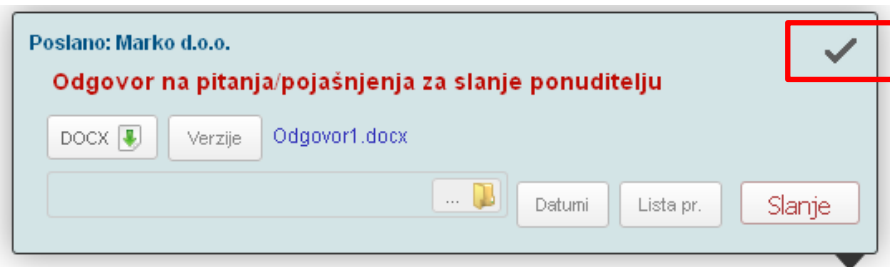 Poslano: Marko d.o.o.
Odgovor na pitanja/pojašnjenja za slanje ponuditelju
DOCX Verzije Odgovor1.docx
... Datumi Lista pr. Slanje